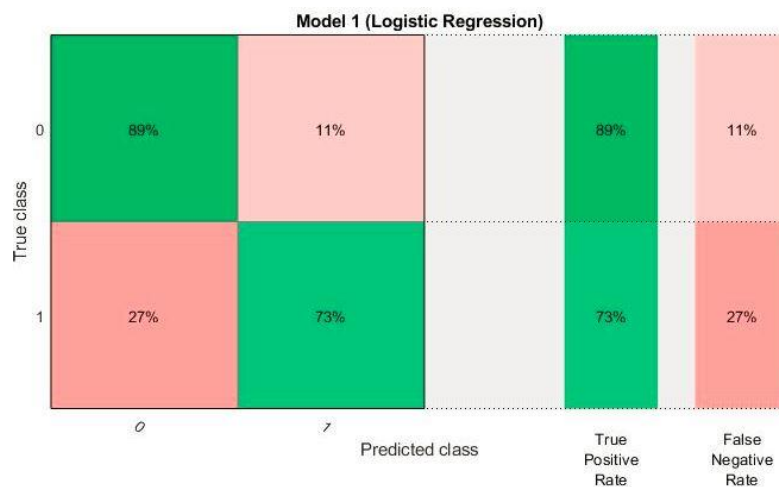 Model 1 (Logistic Regression)
0
89%
11%
89%
11%
True class
1
27%
73%
73%
27%
0
1
Predicted class
True
Positive
Rate
False
Negative
Rate